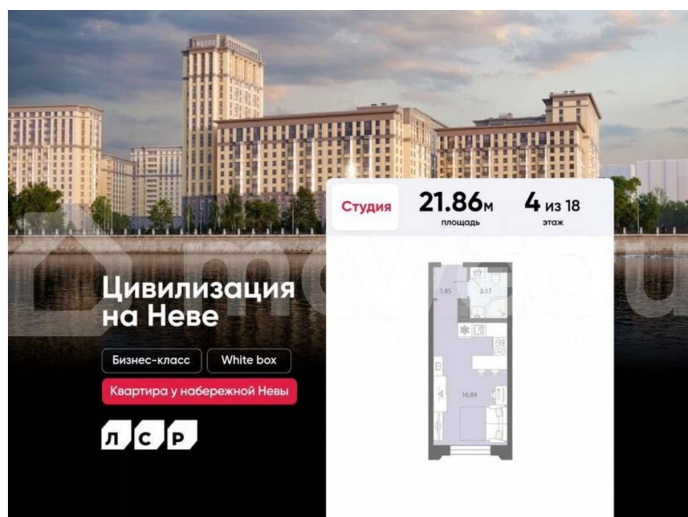 Студия
21.86м
площадь
4 из 18
этаж
1.85
3.17
16.84
Цивилизация
на Неве
Бизнес-класс
White box
Квартира у набережной Невы
ЛСР